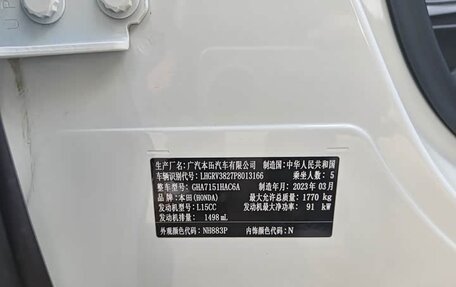 UP
生产厂名：广汽本田汽车有限公司 制造国：中华人民共和国
车辆识别代号：LHGRV3827P8013166 乘坐人数：5
整车型号：GHA7151HAC6A 制造年月：2023年03月
品牌：本田(HONDA) 最大允许总质量：1770 kg
发动机型号：L15CC 发动机最大净功率：91 kW
发动机排量：1498 mL
外观颜色代码：NH883P 内饰颜色代码：N